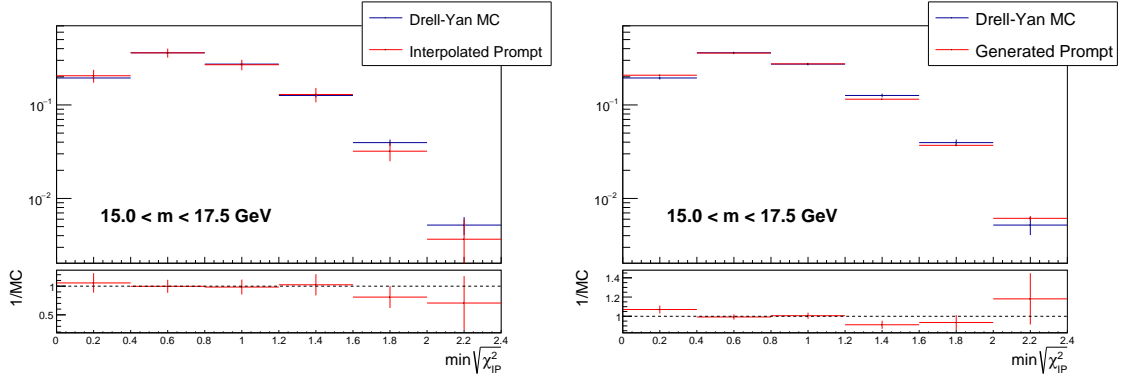 Drell-Yan MC
Interpolated Prompt
10⁻¹
10⁻²
15.0 < m < 17.5 GeV
1/MC
1
0.5
0 0.2 0.4 0.6 0.8 1 1.2 1.4 1.6 1.8 2 2.2 2.4
min√χ²_IP
Drell-Yan MC
Generated Prompt
10⁻¹
10⁻²
15.0 < m < 17.5 GeV
1/MC
1.4
1.2
1
0 0.2 0.4 0.6 0.8 1 1.2 1.4 1.6 1.8 2 2.2 2.4
min√χ²_IP